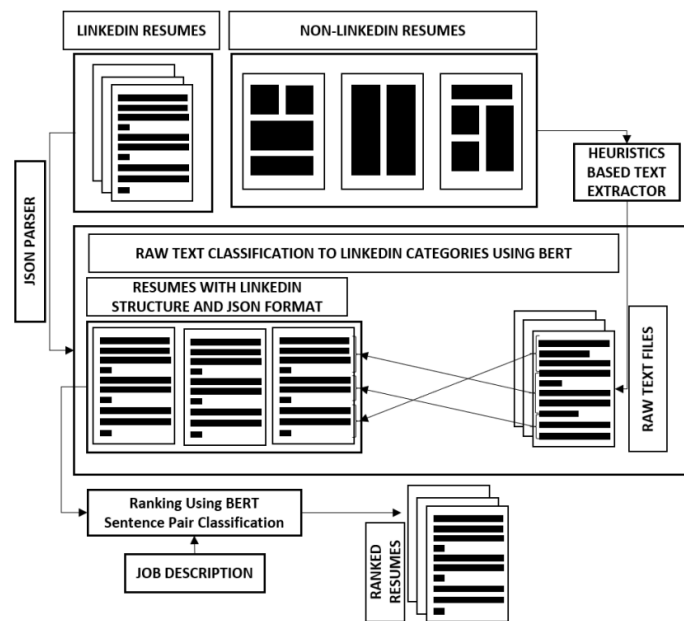 LINKEDIN RESUMES
NON-LINKEDIN RESUMES
JSON PARSER
HEURISTICS
BASED TEXT
EXTRACTOR
RAW TEXT CLASSIFICATION TO LINKEDIN CATEGORIES USING BERT
RESUMES WITH LINKEDIN
STRUCTURE AND JSON FORMAT
RAW TEXT FILES
Ranking Using BERT
Sentence Pair Classification
JOB DESCRIPTION
RANKED
RESUMES